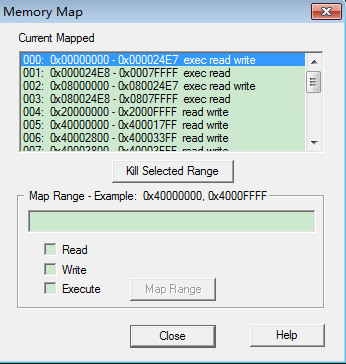 Memory Map
Current Mapped
000: 0x00000000 - 0x000024E7 exec read write
001: 0x000024E8 - 0x0007FFFF exec read
002: 0x08000000 - 0x080024E7 exec read write
003: 0x080024E8 - 0x0807FFFF exec read
004: 0x20000000 - 0x2000FFFF read write
005: 0x40000000 - 0x400017FF read write
006: 0x40002800 - 0x400033FF read write
Kill Selected Range
Map Range - Example: 0x40000000, 0x4000FFFF
Read
Write
Execute
Map Range
Close
Help